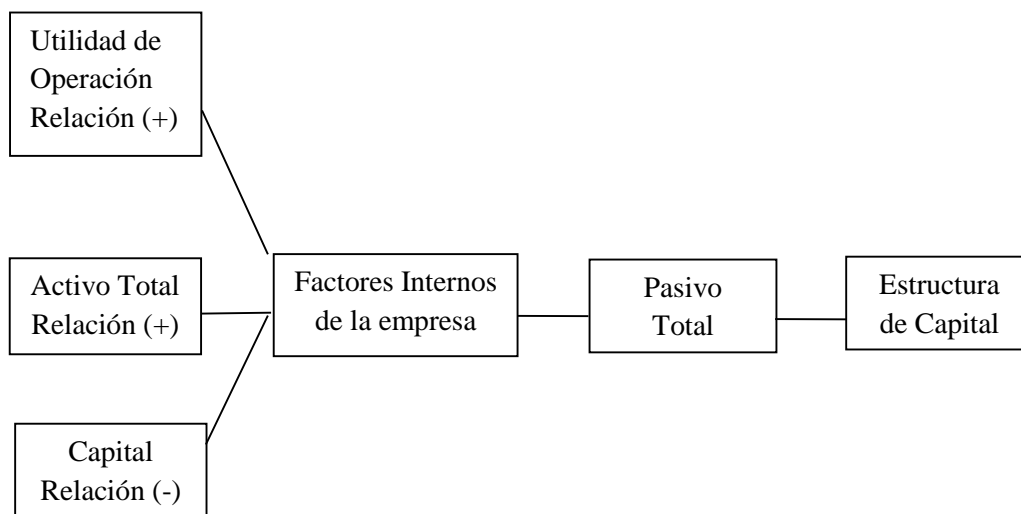 Utilidad de
Operación
Relación (+)
Activo Total
Relación (+)
Capital
Relación (-)
Factores Internos
de la empresa
Pasivo
Total
Estructura
de Capital